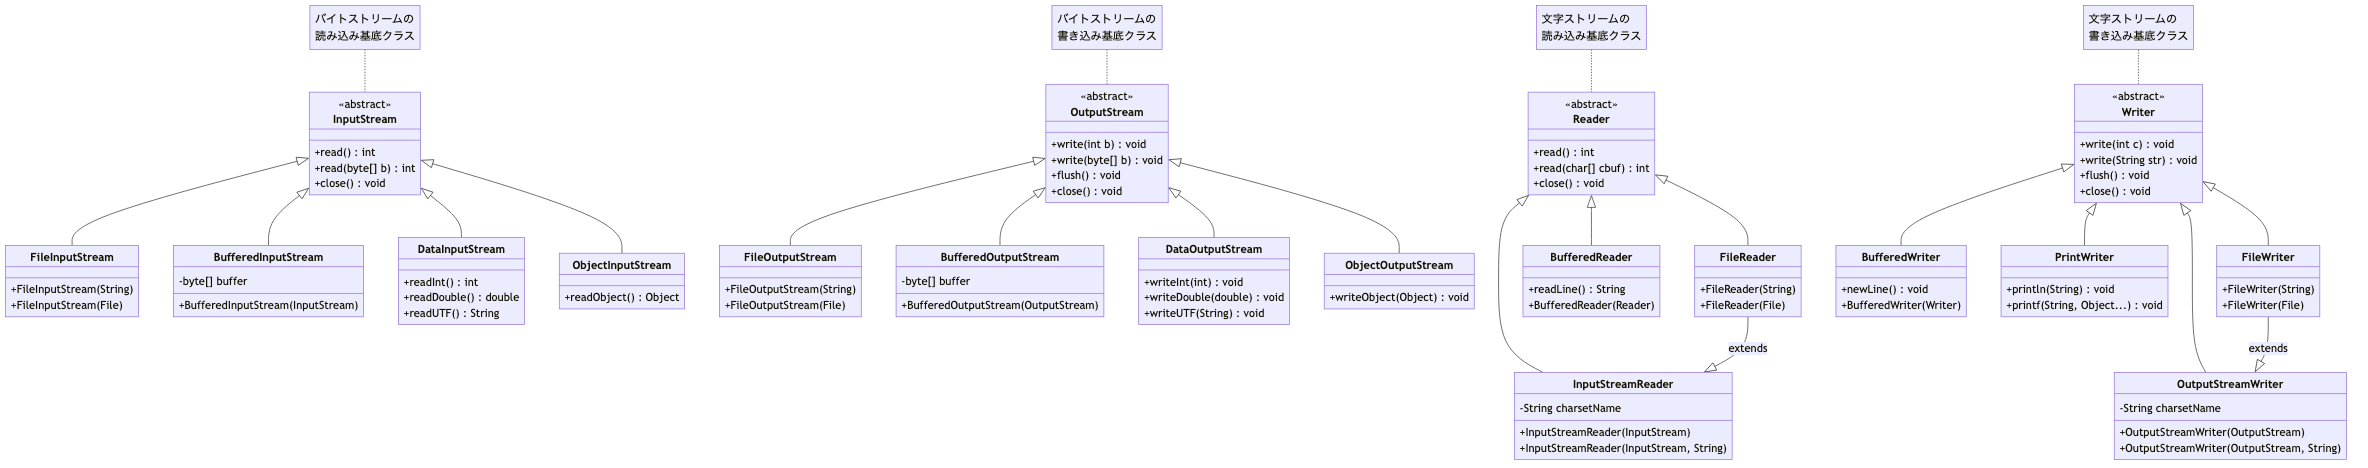 バイトストリームの
読み込み基底クラス
«abstract»
InputStream
+read() : int
+read(byte[] b) : int
+close() : void
FileInputStream
+FileInputStream(String)
+FileInputStream(File)
BufferedInputStream
-byte[] buffer
+BufferedInputStream(InputStream)
DataInputStream
+readInt() : int
+readDouble() : double
+readUTF() : String
ObjectInputStream
+readObject() : Object
バイトストリームの
書き込み基底クラス
«abstract»
OutputStream
+write(int b) : void
+write(byte[] b) : void
+flush() : void
+close() : void
FileOutputStream
+FileOutputStream(String)
+FileOutputStream(File)
BufferedOutputStream
-byte[] buffer
+BufferedOutputStream(OutputStream)
DataOutputStream
+writeInt(int) : void
+writeDouble(double) : void
+writeUTF(String) : void
ObjectOutputStream
+writeObject(Object) : void
文字ストリームの
読み込み基底クラス
«abstract»
Reader
+read() : int
+read(char[] cbuf) : int
+close() : void
BufferedReader
+readLine() : String
+BufferedReader(Reader)
FileReader
+FileReader(String)
+FileReader(File)
extends
InputStreamReader
-String charsetName
+InputStreamReader(InputStream)
+InputStreamReader(InputStream, String)
文字ストリームの
書き込み基底クラス
«abstract»
Writer
+write(int c) : void
+write(String str) : void
+flush() : void
+close() : void
BufferedWriter
+newLine() : void
+BufferedWriter(Writer)
PrintWriter
+println(String) : void
+printf(String, Object...) : void
FileWriter
+FileWriter(String)
+FileWriter(File)
extends
OutputStreamWriter
-String charsetName
+OutputStreamWriter(OutputStream)
+OutputStreamWriter(OutputStream, String)